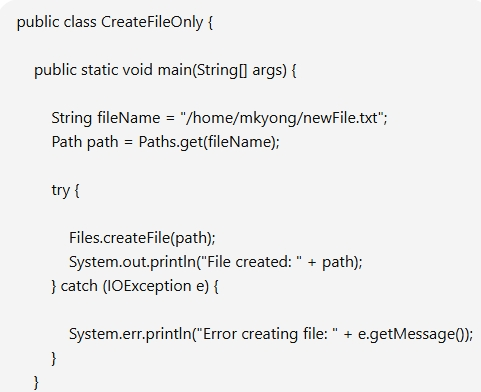 public class CreateFileOnly {
public static void main(String[] args) {
String fileName = "/home/mkyong/newFile.txt";
Path path = Paths.get(fileName);
try {
Files.createFile(path);
System.out.println("File created: " + path);
} catch (IOException e) {
System.err.println("Error creating file: " + e.getMessage());
}
}